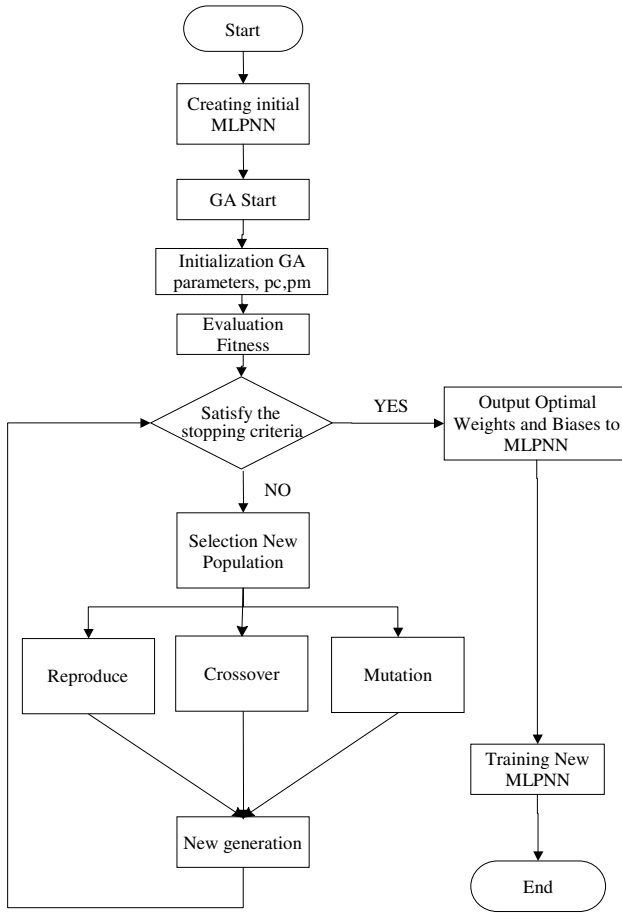 Start
Creating initial
MLPNN
GA Start
Initialization GA
parameters, pc,pm
Evaluation
Fitness
Satisfy the
stopping criteria
YES
Output Optimal
Weights and Biases to
MLPNN
NO
Selection New
Population
Reproduce
Crossover
Mutation
Training New
MLPNN
New generation
End